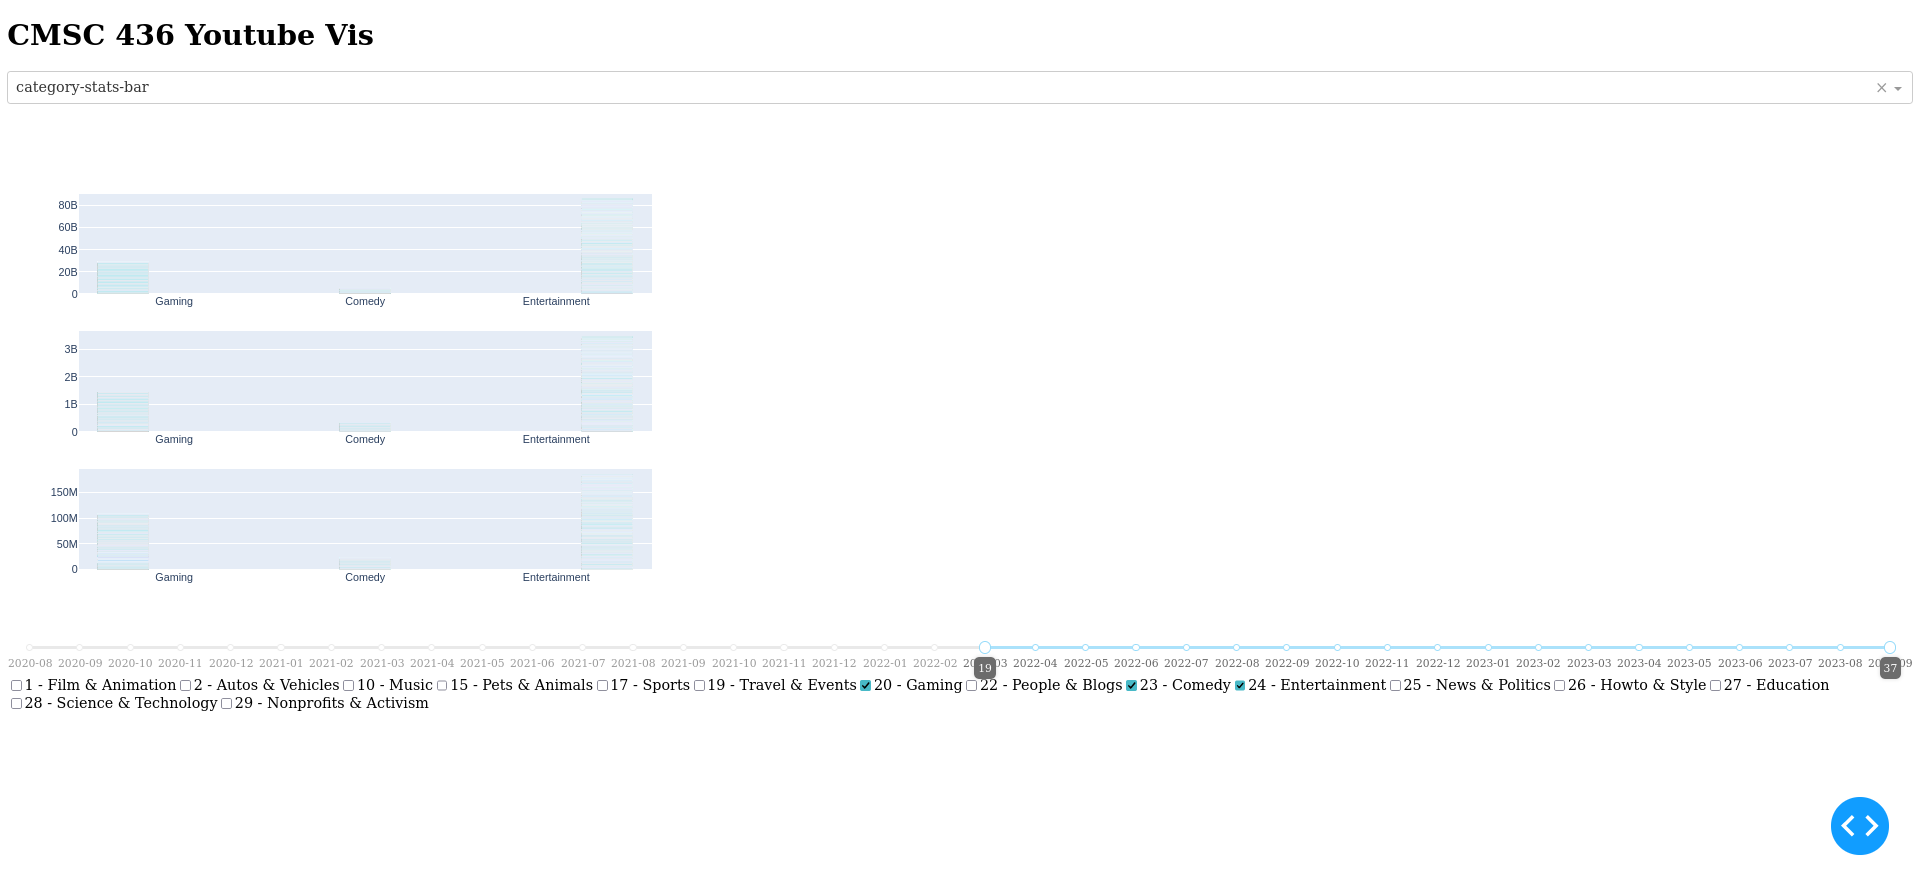 CMSC 436 Youtube Vis
category-stats-bar
80B
60B
40B
20B
0
Gaming Comedy Entertainment
3B
2B
1B
0
Gaming Comedy Entertainment
150M
100M
50M
0
Gaming Comedy Entertainment
2020-08 2020-09 2020-10 2020-11 2020-12 2021-01 2021-02 2021-03 2021-04 2021-05 2021-06 2021-07 2021-08 2021-09 2021-10 2021-11 2021-12 2022-01 2022-02 2022-04 2022-05 2022-06 2022-07 2022-08 2022-09 2022-10 2022-11 2022-12 2023-01 2023-02 2023-03 2023-04 2023-05 2023-06 2023-07 2023-08
19 37
1 - Film & Animation 2 - Autos & Vehicles 10 - Music 15 - Pets & Animals 17 - Sports 19 - Travel & Events 20 - Gaming 22 - People & Blogs 23 - Comedy 24 - Entertainment 25 - News & Politics 26 - Howto & Style 27 - Education
28 - Science & Technology 29 - Nonprofits & Activism